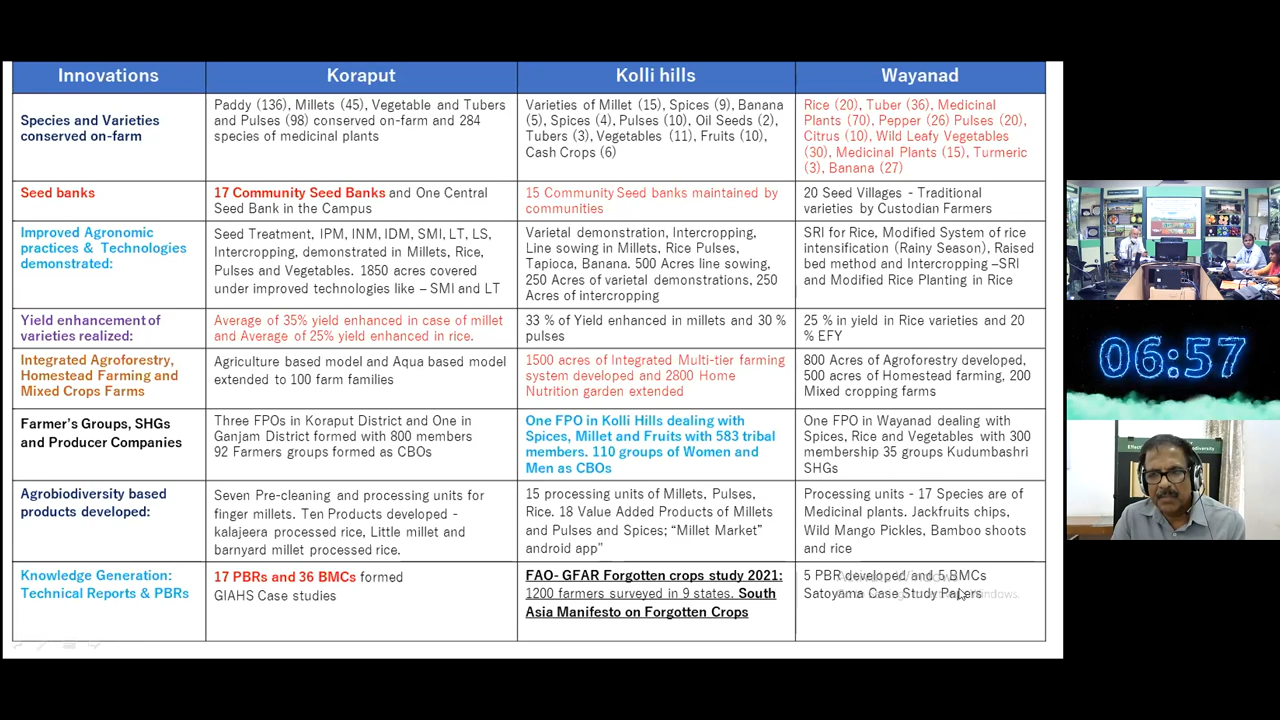 Innovations
Koraput
Kolli hills
Wayanad
Species and Varieties
conserved on-farm
Paddy (136), Millets (45), Vegetable and Tubers
and Pulses (98) conserved on-farm and 284
species of medicinal plants
Varieties of Millet (15), Spices (9), Banana
(5), Spices (4), Pulses (10), Oil Seeds (2),
Tubers (3), Vegetables (11), Fruits (10),
Cash Crops (6)
Rice (20), Tuber (36), Medicinal
Plants (70), Pepper (26) Pulses (20),
Citrus (10), Wild Leafy Vegetables
(30), Medicinal Plants (15), Turmeric
(3), Banana (27)
Seed banks
17 Community Seed Banks and One Central
Seed Bank in the Campus
15 Community Seed banks maintained by
communities
20 Seed Villages - Traditional
varieties by Custodian Farmers
Improved Agronomic
practices & Technologies
demonstrated:
Seed Treatment, IPM, INM, IDM, SMI, LT, LS,
Intercropping, demonstrated in Millets, Rice,
Pulses and Vegetables. 1850 acres covered
under improved technologies like – SMI and LT
Varietal demonstration, Intercropping,
Line sowing in Millets. Rice Pulses,
Tapioca, Banana. 500 Acres line sowing,
250 Acres of varietal demonstrations, 250
Acres of intercropping
SRI for Rice, Modified System of rice
intensification (Rainy Season), Raised
bed method and Intercropping –SRI
and Modified Rice Planting in Rice
Yield enhancement of
varieties realized:
Average of 35% yield enhanced in case of millet
and Average of 25% yield enhanced in rice.
33 % of Yield enhanced in millets and 30 %
pulses
25 % in yield in Rice varieties and 20
% EFY
Integrated Agroforestry,
Homestead Farming and
Mixed Crops Farms
Agriculture based model and Aqua based model
extended to 100 farm families
1500 acres of Integrated Multi-tier farming
system developed and 2800 Home
Nutrition garden extended
800 Acres of Agroforestry developed,
500 acres of Homestead farming, 200
Mixed cropping farms
Farmer's Groups, SHGs
and Producer Companies
Three FPOs in Koraput District and One in
Ganjam District formed with 800 members
92 Farmers groups formed as CBOs
One FPO in Kolli Hills dealing with
Spices, Millet and Fruits with 583 tribal
members. 110 groups of Women and
Men as CBOs
One FPO in Wayanad dealing with
Spices, Rice and Vegetables with 300
membership 35 groups Kudumbashri
SHGs
Agrobiodiversity based
products developed:
Seven Pre-cleaning and processing units for
finger millets. Ten Products developed -
kalajeera processed rice, Little millet and
barnyard millet processed rice.
15 processing units of Millets, Pulses,
Rice. 18 Value Added Products of Millets
and Pulses and Spices; “Millet Market”
android app"
Processing units - 17 Species are of
Medicinal plants. Jackfruits chips,
Wild Mango Pickles, Bamboo shoots
and rice
Knowledge Generation:
Technical Reports & PBRs
17 PBRs and 36 BMCs formed
GIAHS Case studies
FAO- GFAR Forgotten crops study 2021:
1200 farmers surveyed in 9 states. South
Asia Manifesto on Forgotten Crops
5 PBR developed and 5 BMCs
Satoyama Case Study Papers
06:57